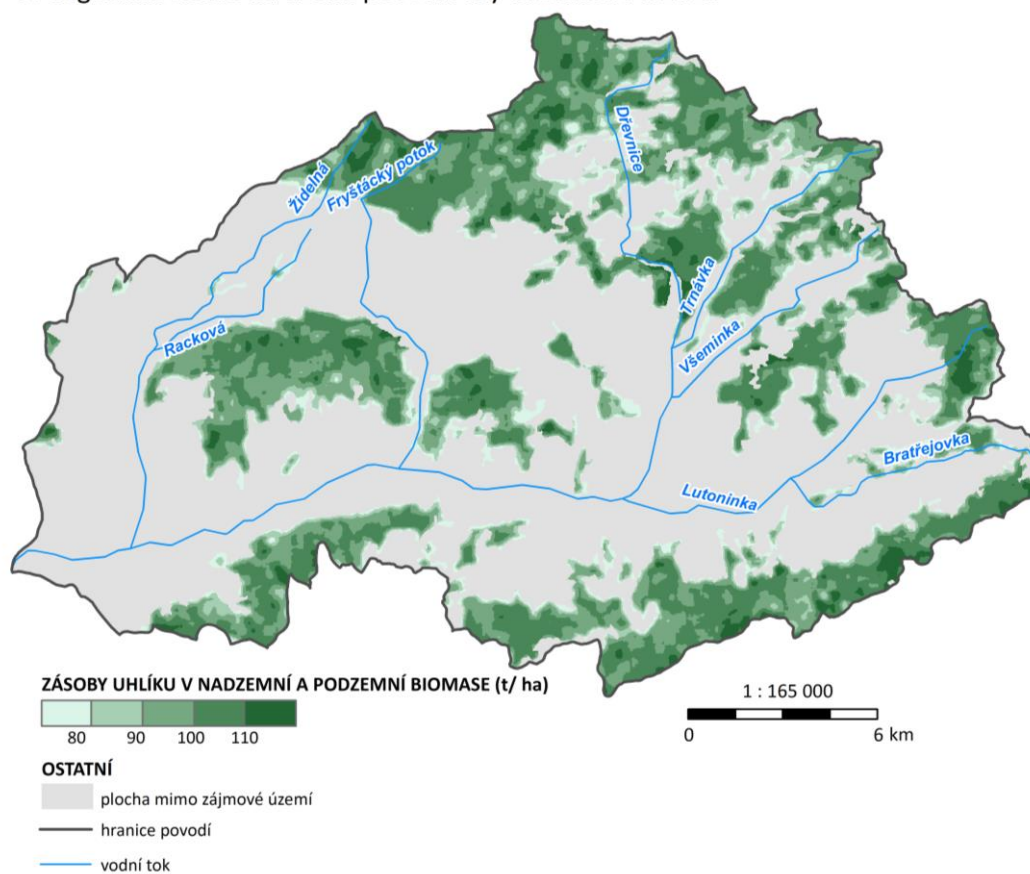 Dřevnice
Židelná
Fryštácký potok
Trnávka
Racková
Všeminka
Bratřejovka
Lutoninka
ZÁSOBY UHLÍKU V NADZEMNÍ A PODZEMNÍ BIOMASE (t/ ha)
80 90 100 110
1 : 165 000
0 6 km
OSTATNÍ
plocha mimo zájmové území
hranice povodí
vodní tok